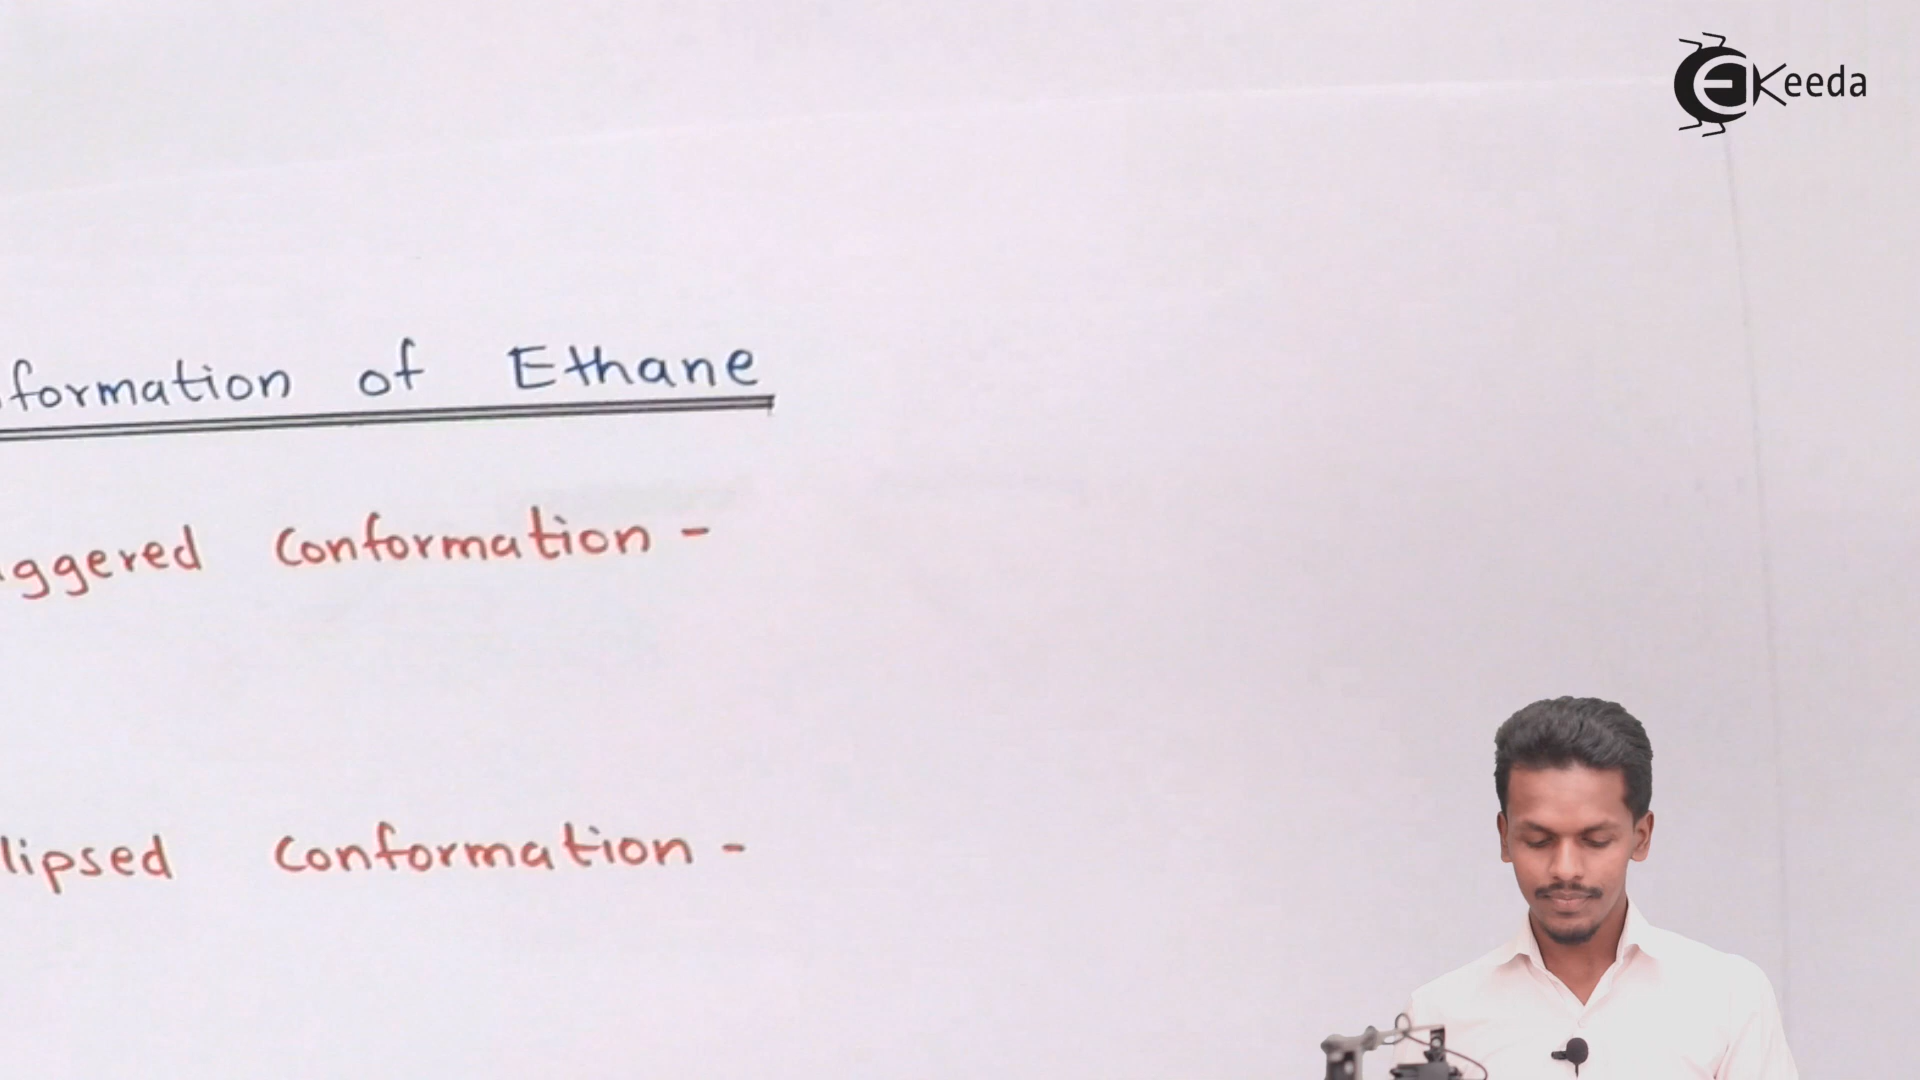 EKeeda
formation of Ethane
ggered Conformation -
lipsed Conformation -